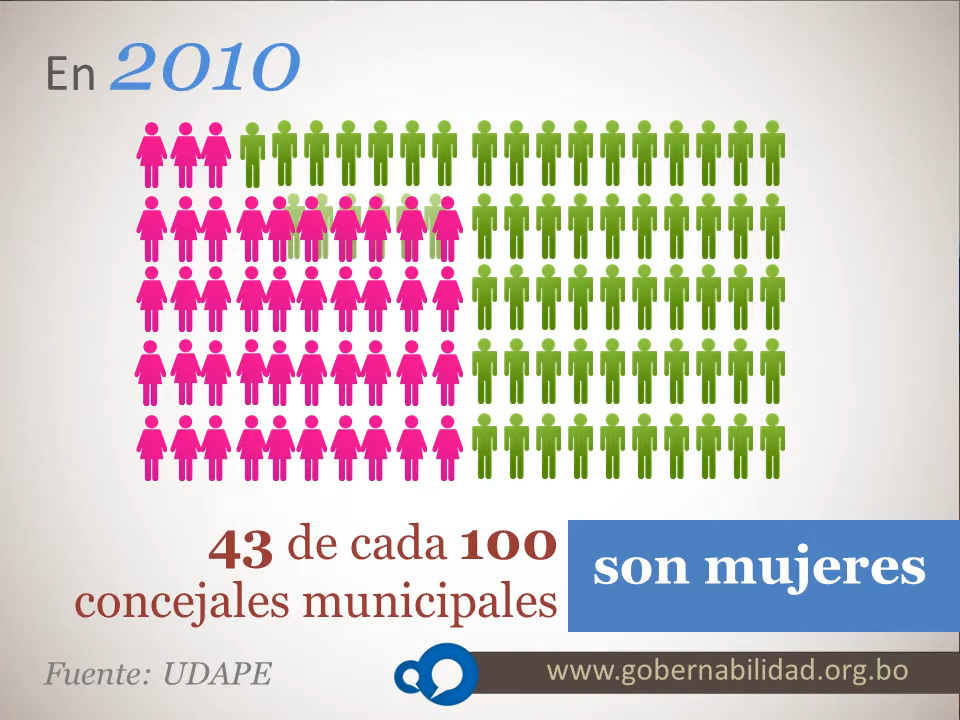 En 2010
43 de cada 100
concejales municipales
son mujeres
Fuente: UDAPE
www.gobernabilidad.org.bo